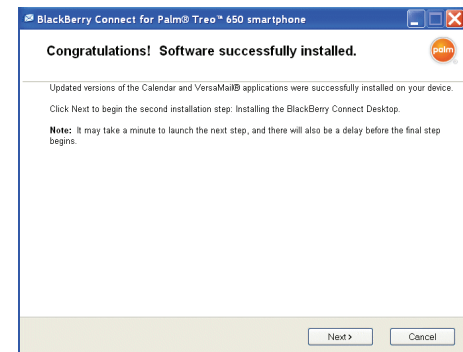 BlackBerry Connect for Palm® Treo™ 650 smartphone
Congratulations! Software successfully installed.
palm
Updated versions of the Calendar and VersaMail® applications were successfully installed on your device.
Click Next to begin the second installation step: Installing the BlackBerry Connect Desktop.
Note: It may take a minute to launch the next step, and there will also be a delay before the final step
begins.
Next >
Cancel